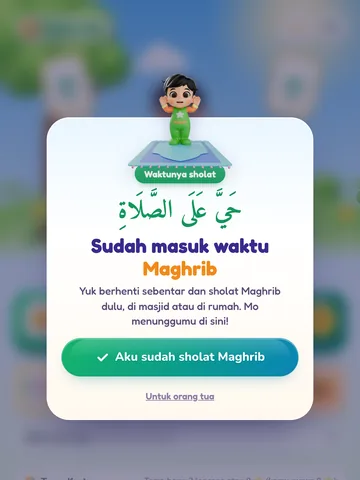 Waktunya sholat
حَيَّ عَلَى الصَّلَاةِ
Sudah masuk waktu
Maghrib
Yuk berhenti sebentar dan sholat Maghrib
dulu, di masjid atau di rumah. Mo
menunggumu di sini!
Aku sudah sholat Maghrib
Untuk orang tua